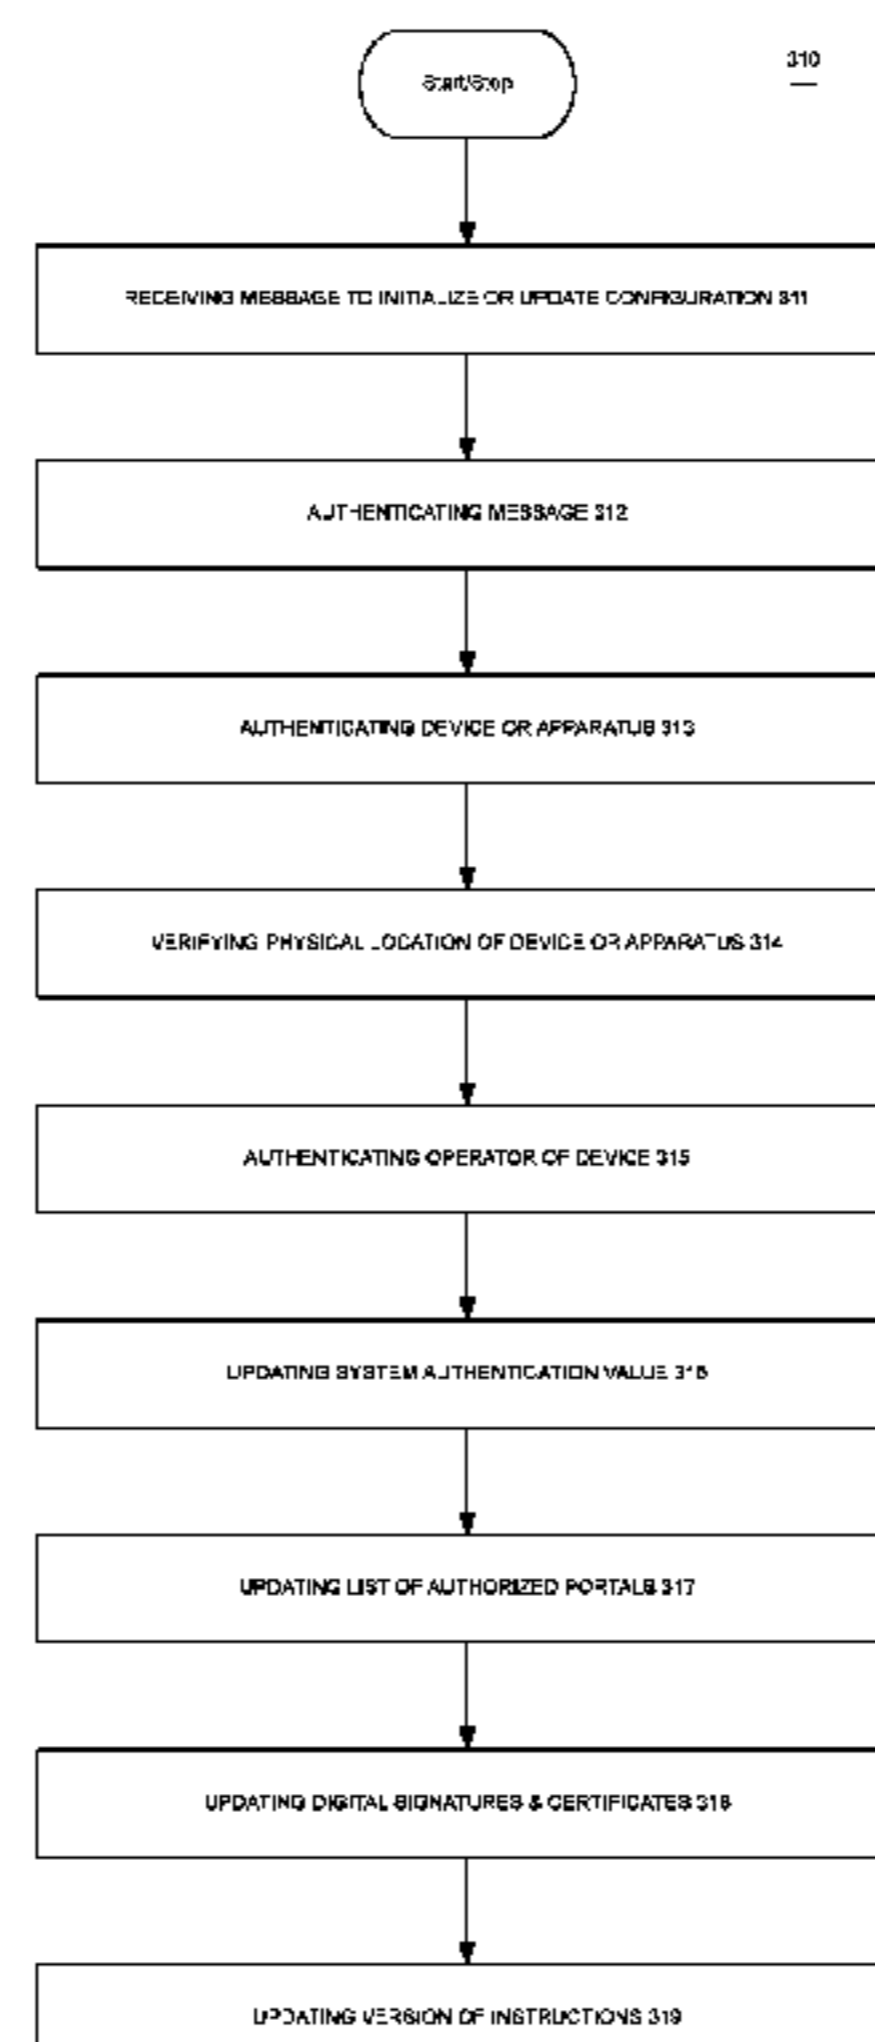 Start/Stop
310
RECEIVING MESSAGE TO INITIALIZE OR UPDATE CONFIGURATION 311
AUTHENTICATING MESSAGE 312
AUTHENTICATING DEVICE OR APPARATUS 313
VERIFYING PHYSICAL LOCATION OF DEVICE OR APPARATUS 314
AUTHENTICATING OPERATOR OF DEVICE 315
UPDATING SYSTEM AUTHENTICATION VALUE 316
UPDATING LIST OF AUTHORIZED PORTALS 317
UPDATING DIGITAL SIGNATURES & CERTIFICATES 318
UPDATING VERSION OF INSTRUCTIONS 319